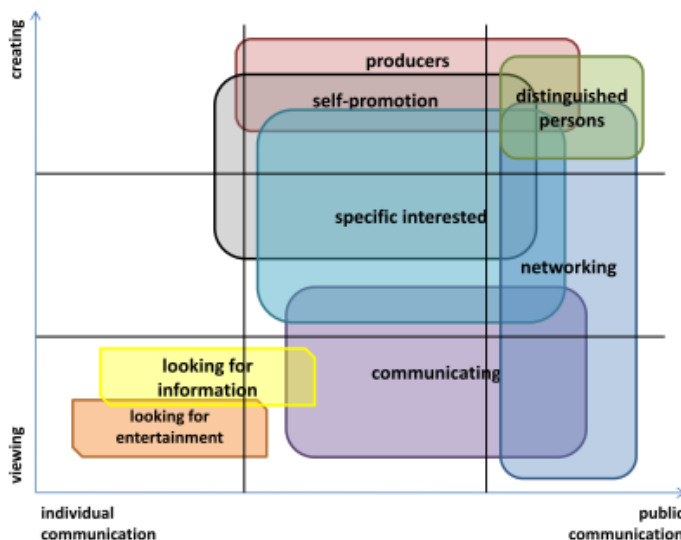 creating
producers
self-promotion
distinguished
persons
specific interested
networking
looking for
information
communicating
looking for
entertainment
viewing
individual
communication
public
communication